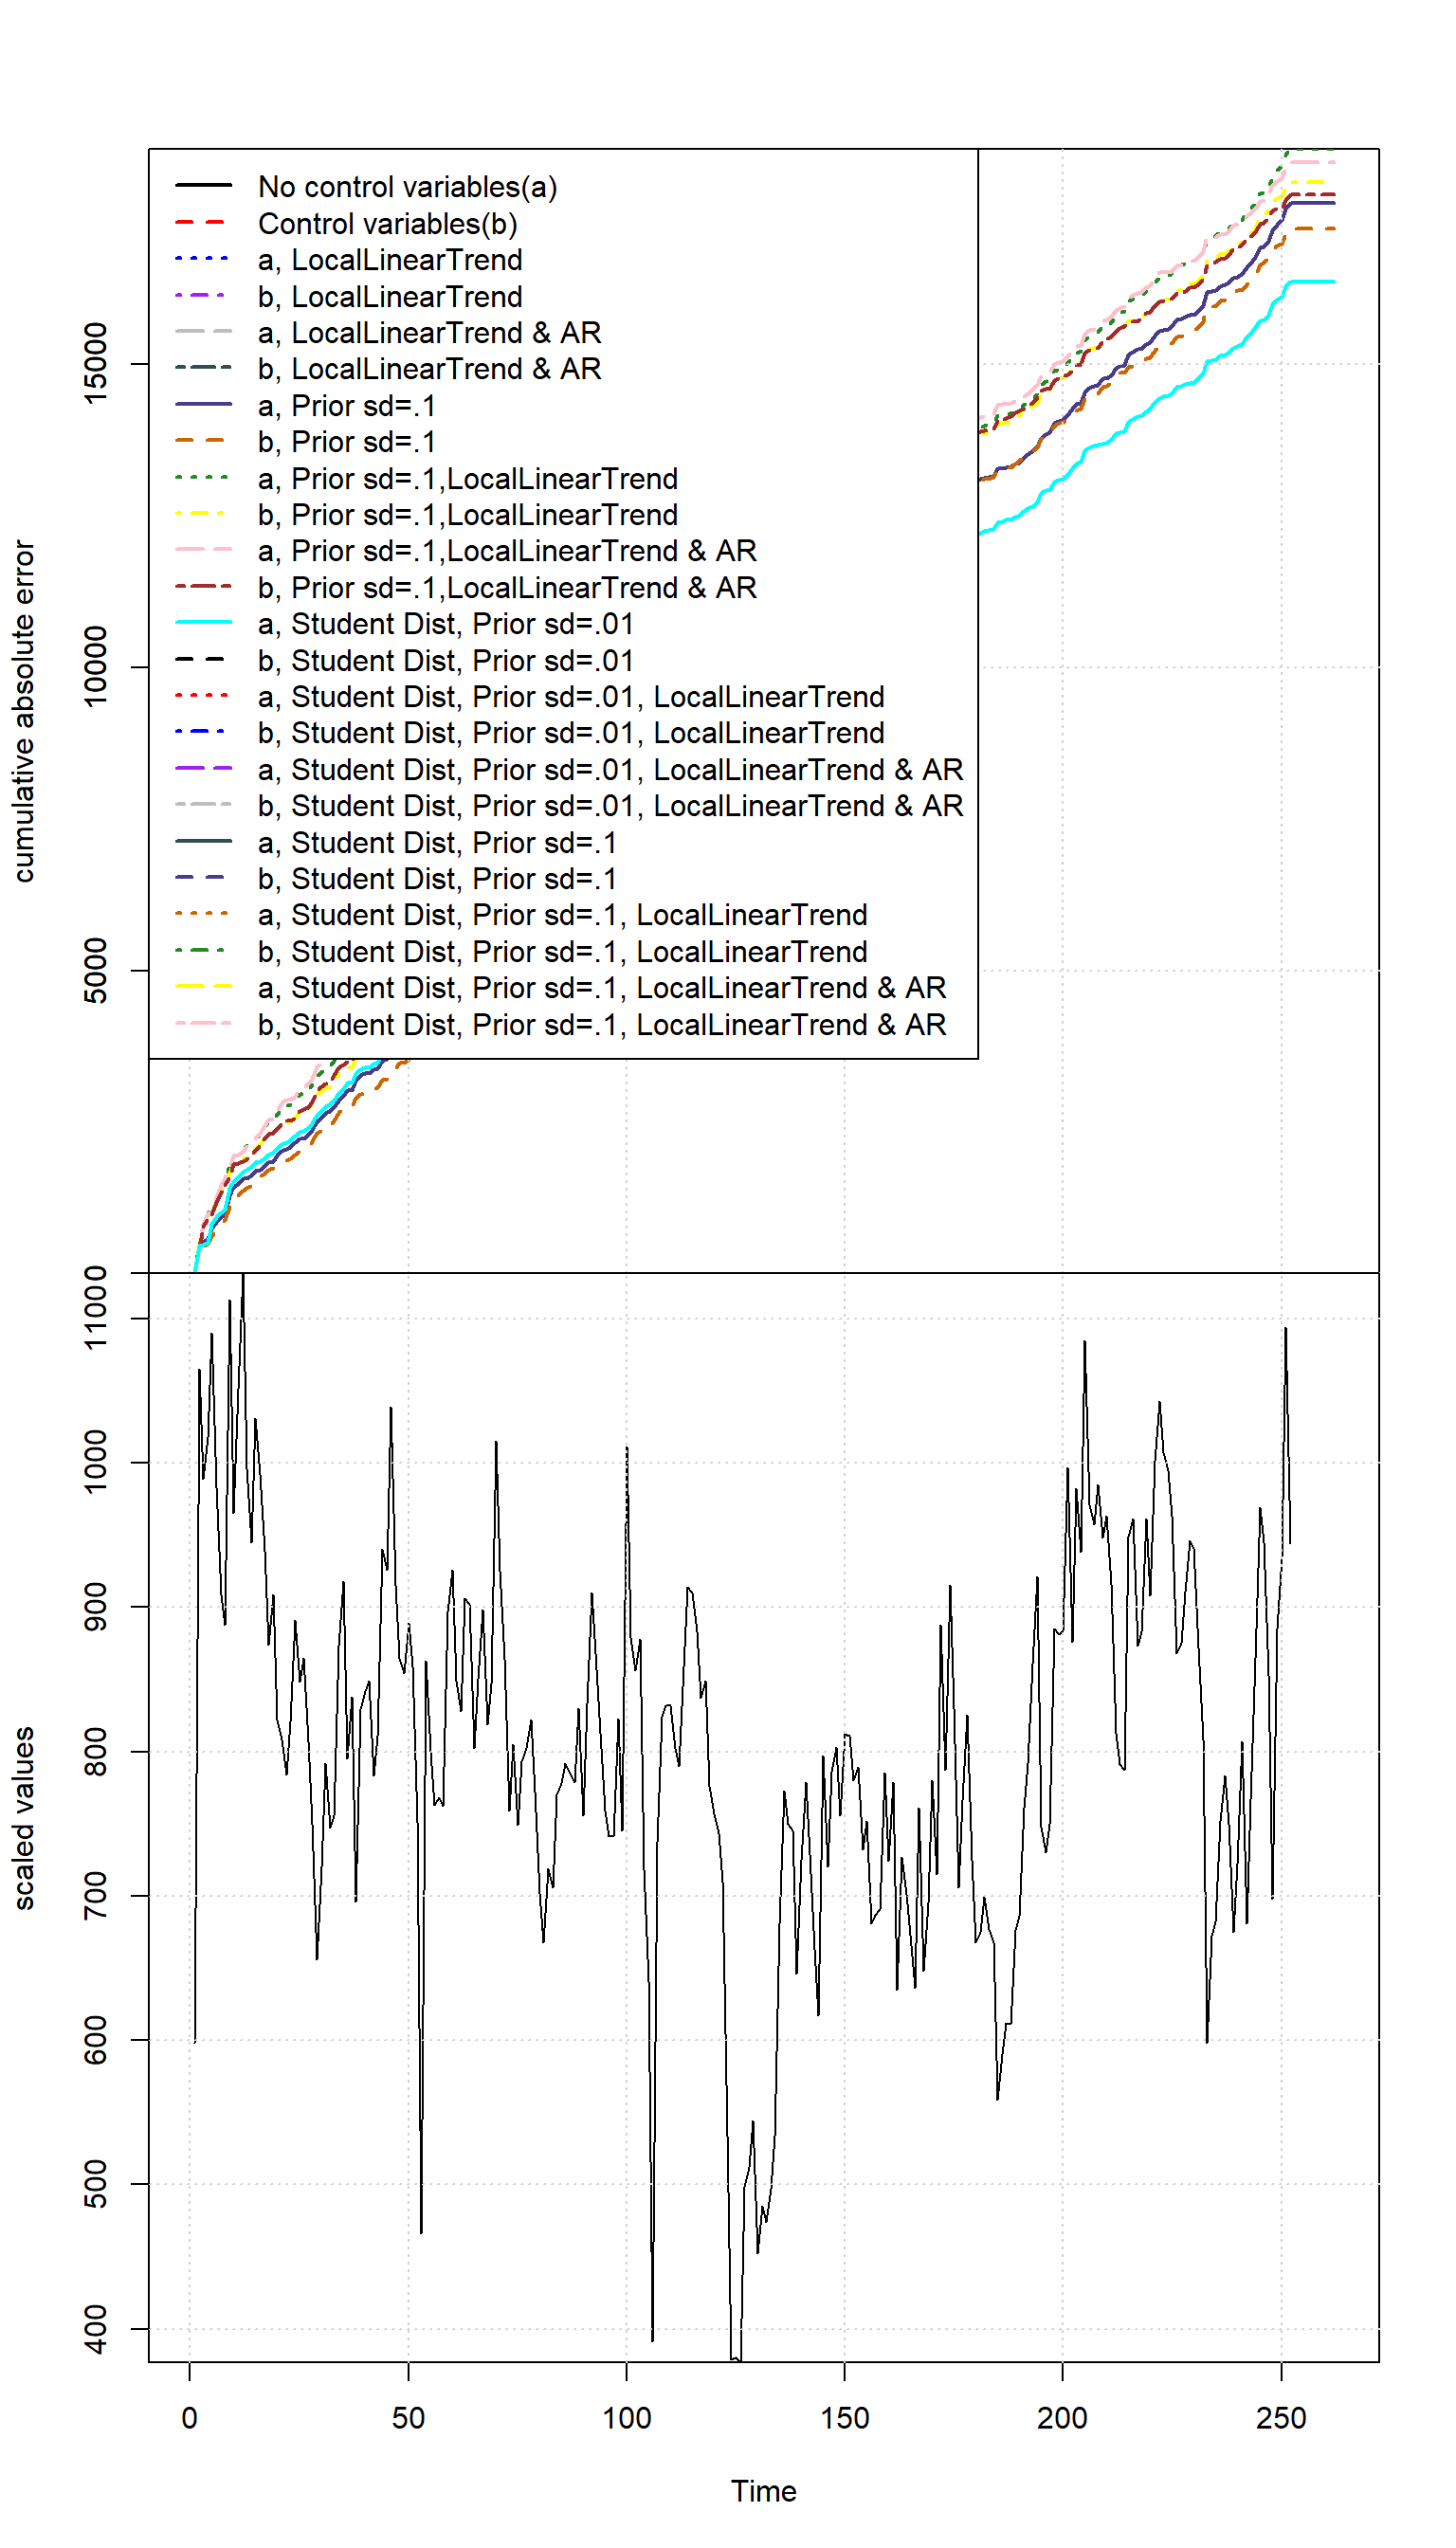 No control variables(a)
Control variables(b)
a, LocalLinearTrend
b, LocalLinearTrend
a, LocalLinearTrend & AR
b, LocalLinearTrend & AR
a, Prior sd=.1
b, Prior sd=.1
a, Prior sd=.1,LocalLinearTrend
b, Prior sd=.1,LocalLinearTrend
a, Prior sd=.1,LocalLinearTrend & AR
b, Prior sd=.1,LocalLinearTrend & AR
a, Student Dist, Prior sd=.01
b, Student Dist, Prior sd=.01
a, Student Dist, Prior sd=.01, LocalLinearTrend
b, Student Dist, Prior sd=.01, LocalLinearTrend
a, Student Dist, Prior sd=.01, LocalLinearTrend & AR
b, Student Dist, Prior sd=.01, LocalLinearTrend & AR
a, Student Dist, Prior sd=.1
b, Student Dist, Prior sd=.1
a, Student Dist, Prior sd=.1, LocalLinearTrend
b, Student Dist, Prior sd=.1, LocalLinearTrend
a, Student Dist, Prior sd=.1, LocalLinearTrend & AR
b, Student Dist, Prior sd=.1, LocalLinearTrend & AR
cumulative absolute error
15000
10000
5000
0
scaled values
1100
1000
900
800
700
600
500
400
0 50 100 150 200 250
Time